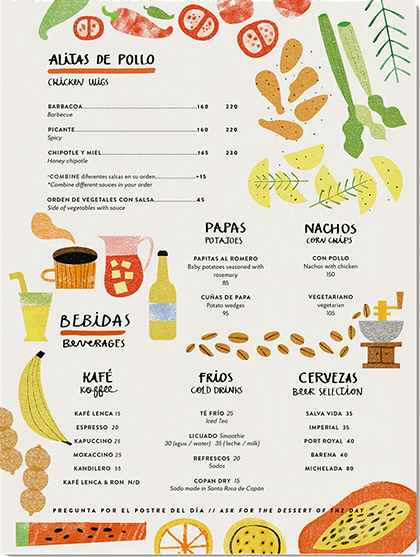 ALITAS DE POLLO
CHICKEN WIGS
BARBACOA 160 220
Barbecue
PICANTE 160 220
Spicy
CHIPOTLE Y MIEL 165 230
Honey chipotle
*COMBINE diferentes salsas en su orden +15
*Combine different sauces in your order
ORDEN DE VEGETALES CON SALSA 45
Side of vegetables with sauce
PAPAS
POTATOES
PAPITAS AL ROMERO
Baby potatoes seasoned with
rosemary
85
CUÑAS DE PAPA
Potato wedges
95
NACHOS
CORN CHIPS
CON POLLO
Nachos with chicken
150
VEGETARIANO
vegetarian
105
BEBIDAS
BEVERAGES
KAFÉ
Koffee
KAFÉ LENCA 15
ESPRESSO 20
KAPUCCINO 25
MOKACCINO 25
KANDILERO 55
KAFÉ LENCA & RON N/D
FRÍOS
COLD DRINKS
TÉ FRÍO 25
Iced Tea
LICUADO Smoothie
30 (agua / water) 35 ( leche / milk)
REFRESCOS 20
Sodas
COPAN DRY 15
Soda made in Santa Rosa de Copán
CERVEZAS
BEER SELECTION
SALVA VIDA 35
IMPERIAL 35
PORT ROYAL 40
BARENA 40
MICHELADA 80
PREGUNTA POR EL POSTRE DEL DÍA // ASK FOR THE DESSERT OF THE DAY